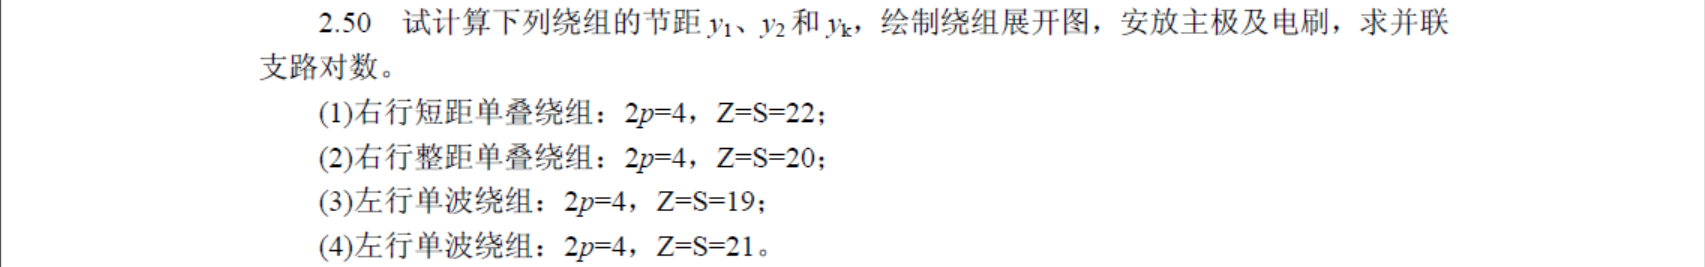 2.50 试计算下列绕组的节距 y₁、y₂ 和 yₖ，绘制绕组展开图，安放主极及电刷，求并联
支路对数。
(1)右行短距单叠绕组：2p=4，Z=S=22；
(2)右行整距单叠绕组：2p=4，Z=S=20；
(3)左行单波绕组：2p=4，Z=S=19；
(4)左行单波绕组：2p=4，Z=S=21。